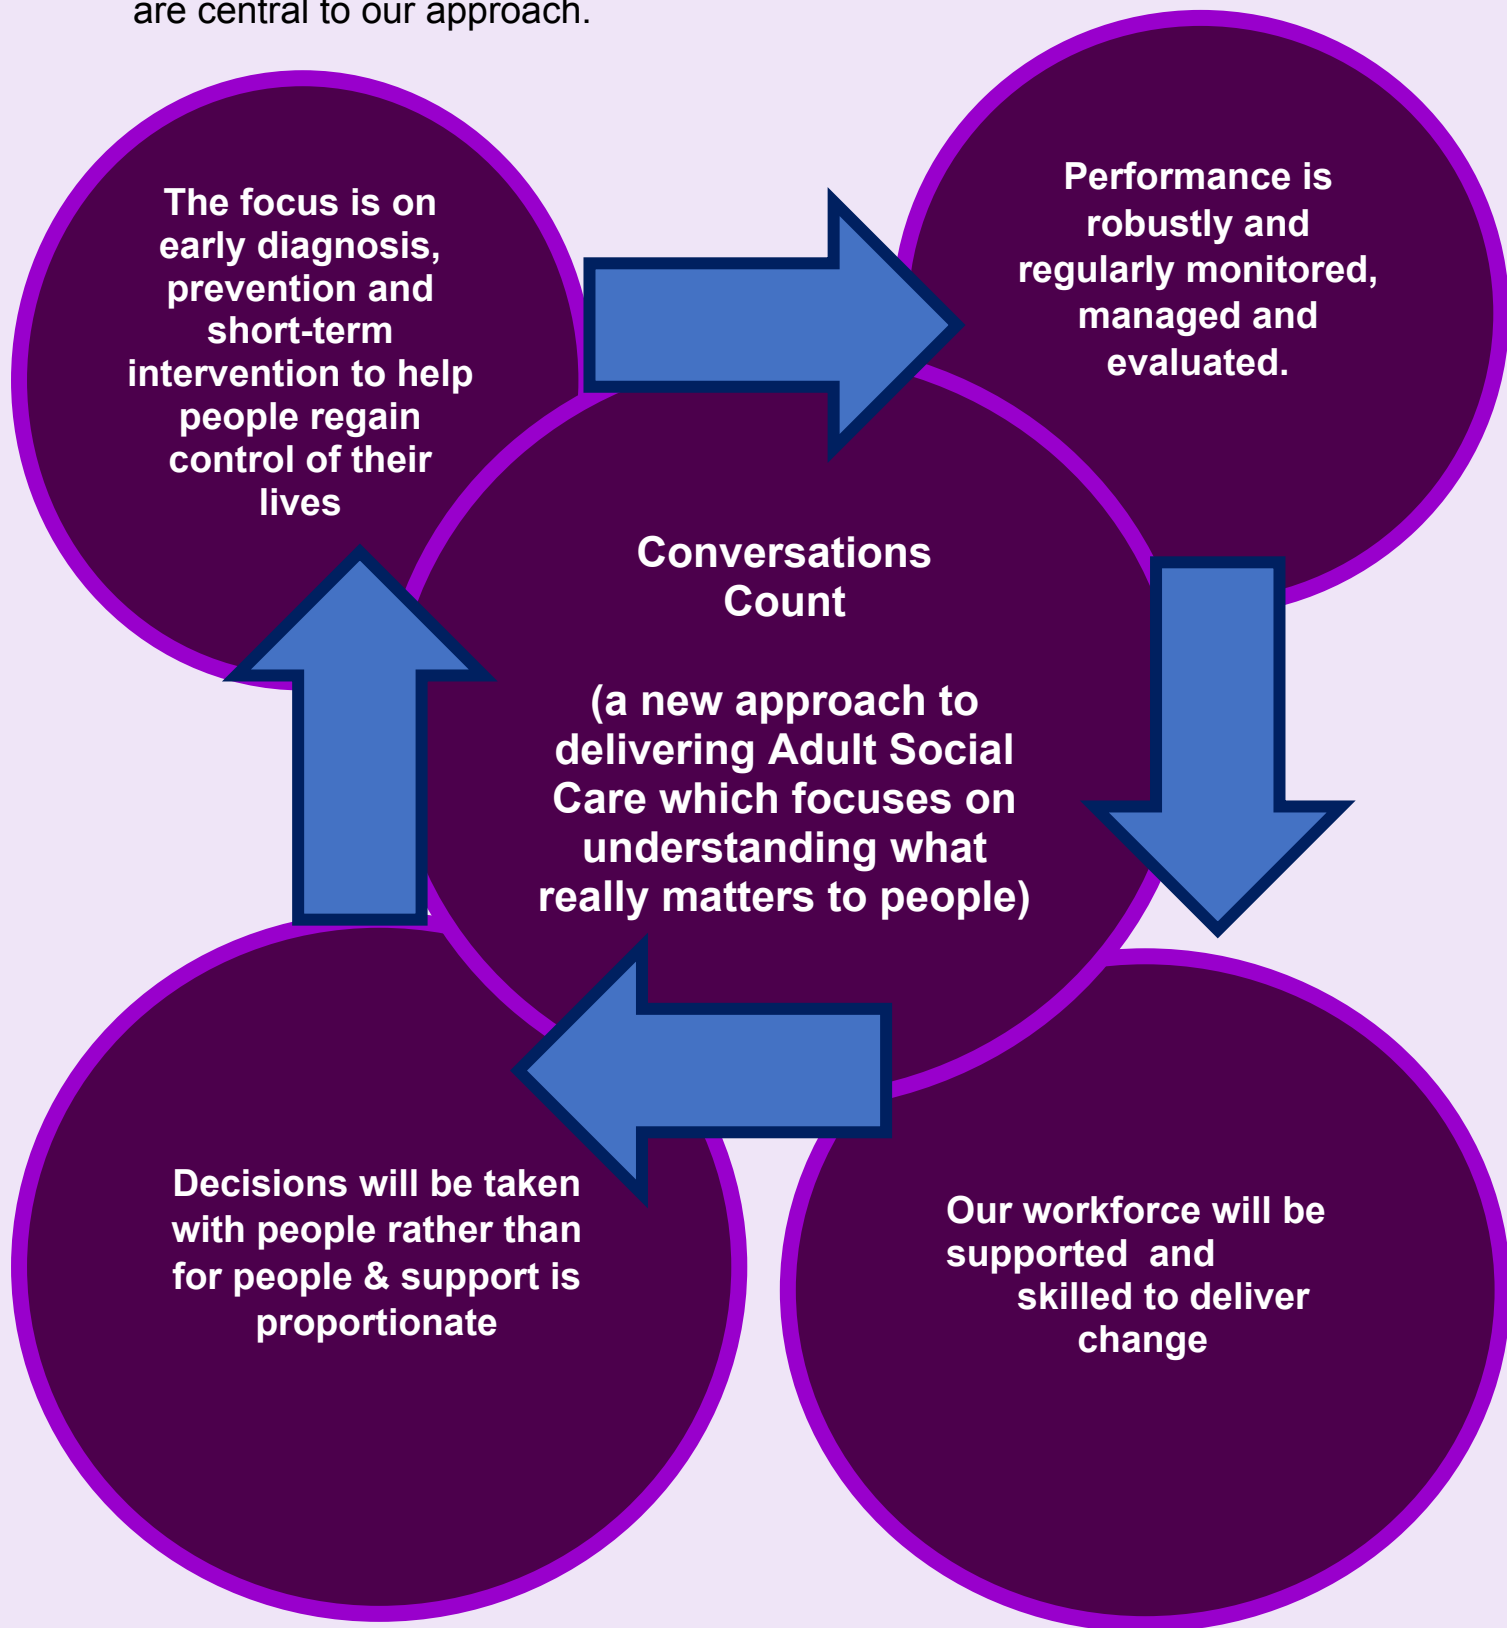 are central to our approach.
The focus is on
early diagnosis,
prevention and
short-term
intervention to help
people regain
control of their
lives
Performance is
robustly and
regularly monitored,
managed and
evaluated.
Conversations
Count
(a new approach to
delivering Adult Social
Care which focuses on
understanding what
really matters to people)
Decisions will be taken
with people rather than
for people & support is
proportionate
Our workforce will be
supported  and
skilled to deliver
change